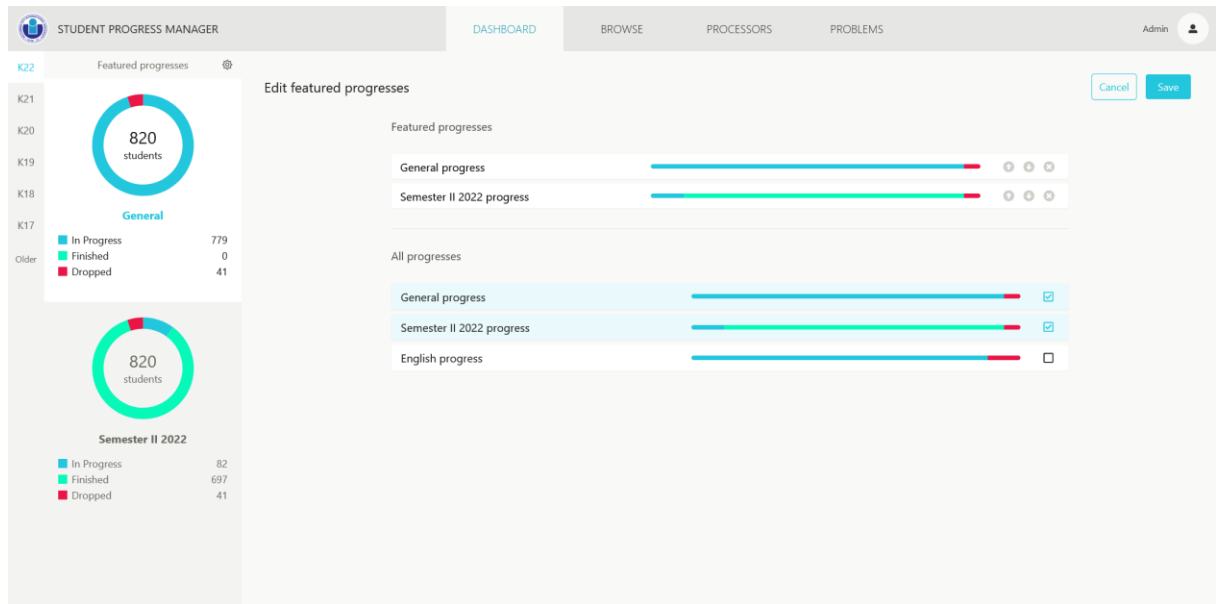 STUDENT PROGRESS MANAGER
DASHBOARD
BROWSE
PROCESSORS
PROBLEMS
Admin
K22
K21
K20
K19
K18
K17
Older
Featured progresses
820
students
General
In Progress 779
Finished 0
Dropped 41
820
students
Semester II 2022
In Progress 82
Finished 697
Dropped 41
Edit featured progresses
Cancel
Save
Featured progresses
General progress
Semester II 2022 progress
All progresses
General progress
Semester II 2022 progress
English progress